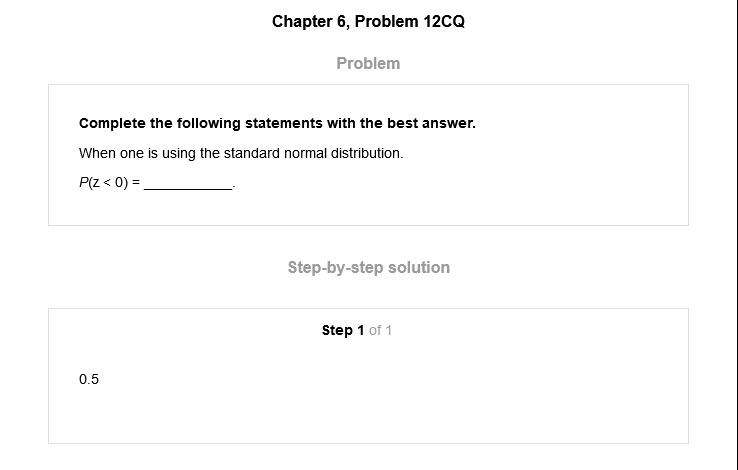 Chapter 6, Problem 12CQ
Problem
Complete the following statements with the best answer.
When one is using the standard normal distribution.
P(z < 0) = ___________.
Step-by-step solution
Step 1 of 1
0.5